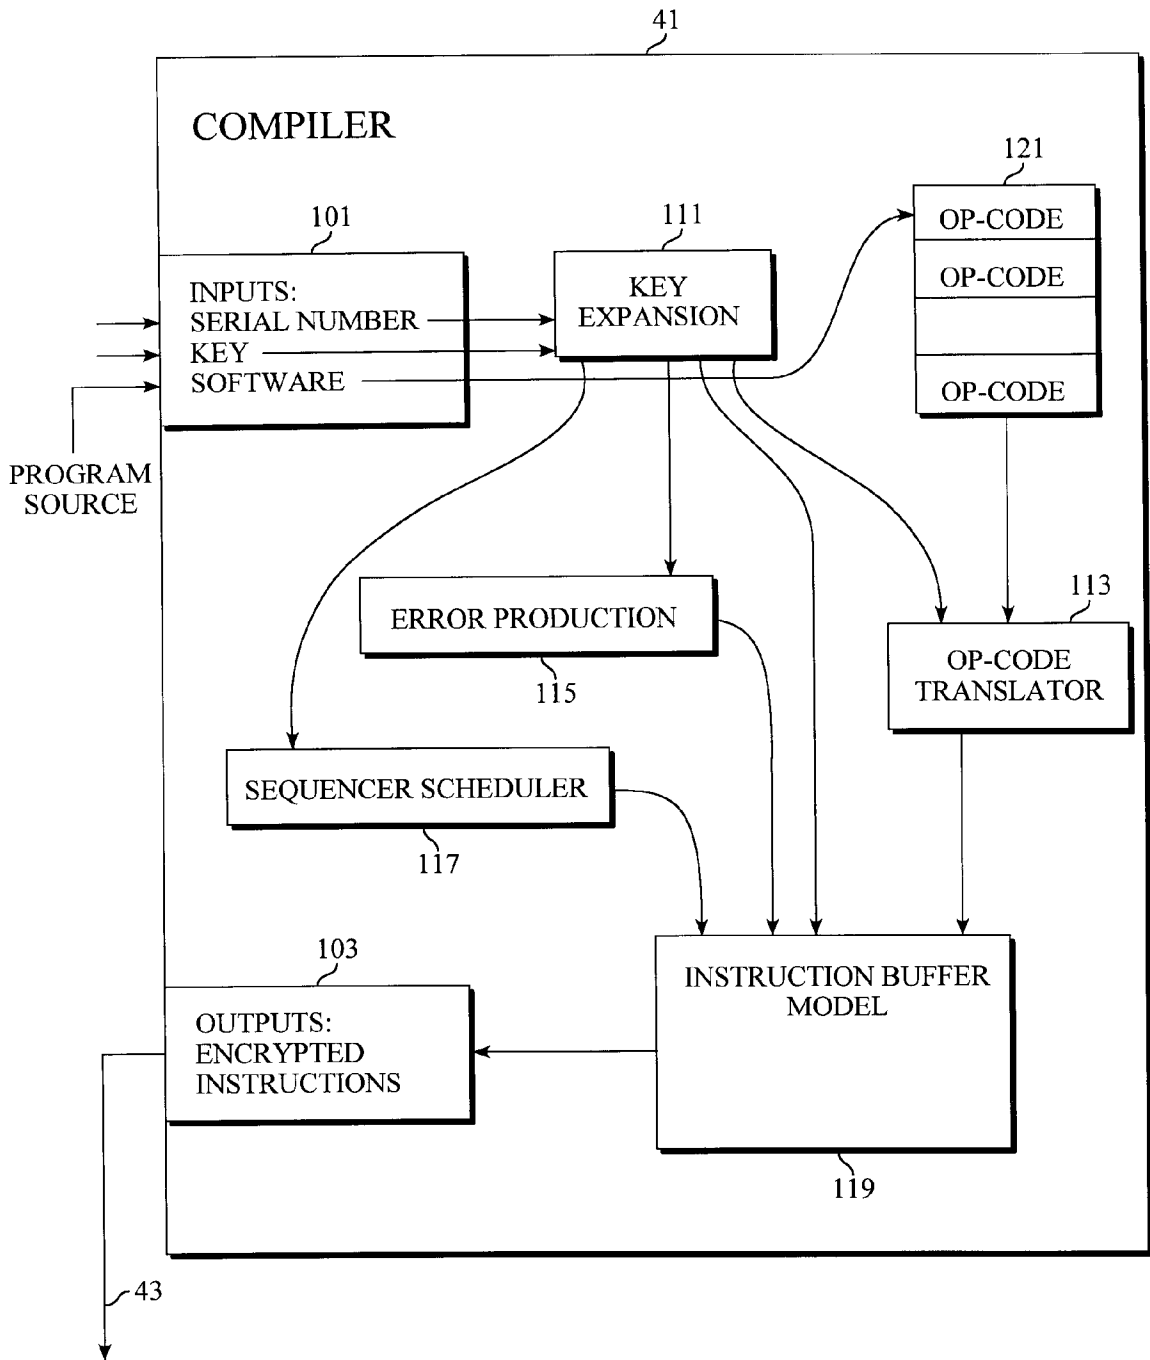 41
COMPILER
121
OP-CODE
OP-CODE
OP-CODE
101
INPUTS:
SERIAL NUMBER
KEY
SOFTWARE
111
KEY
EXPANSION
PROGRAM
SOURCE
ERROR PRODUCTION
115
113
OP-CODE
TRANSLATOR
SEQUENCER SCHEDULER
117
103
OUTPUTS:
ENCRYPTED
INSTRUCTIONS
INSTRUCTION BUFFER
MODEL
119
43